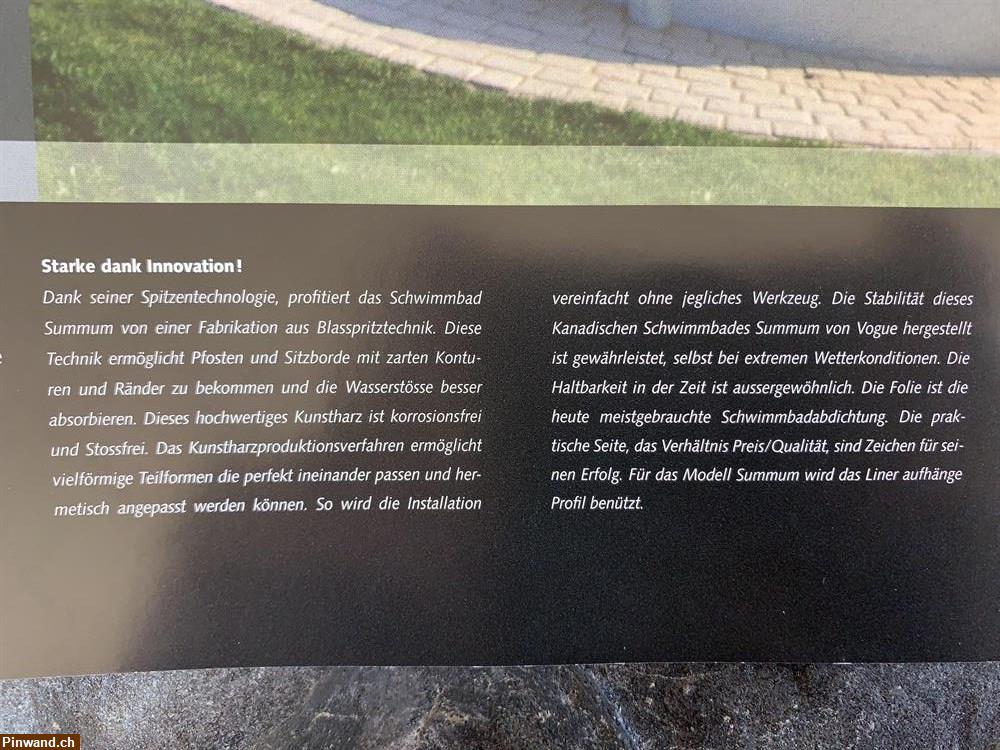 Starke dank Innovation!
Dank seiner Spitzentechnologie, profitiert das Schwimmbad
Summum von einer Fabrikation aus Blasspritztechnik. Diese
Technik ermöglicht Pfosten und Sitzborde mit zarten Kontu-
ren und Ränder zu bekommen und die Wasserstösse besser
absorbieren. Dieses hochwertiges Kunstharz ist korrosionsfrei
und Stossfrei. Das Kunstharzproduktionsverfahren ermöglicht
vielförmige Teilformen die perfekt ineinander passen und her-
metisch angepasst werden können. So wird die Installation
vereinfacht ohne jegliches Werkzeug. Die Stabilität dieses
Kanadischen Schwimmbades Summum von Vogue hergestellt
ist gewährleistet, selbst bei extremen Wetterkonditionen. Die
Haltbarkeit in der Zeit ist aussergewöhnlich. Die Folie ist die
heute meistgebrauchte Schwimmbadabdichtung. Die prak-
tische Seite, das Verhältnis Preis/Qualität, sind Zeichen für sei-
nen Erfolg. Für das Modell Summum wird das Liner aufhänge
Profil benützt.
Pinwand.ch